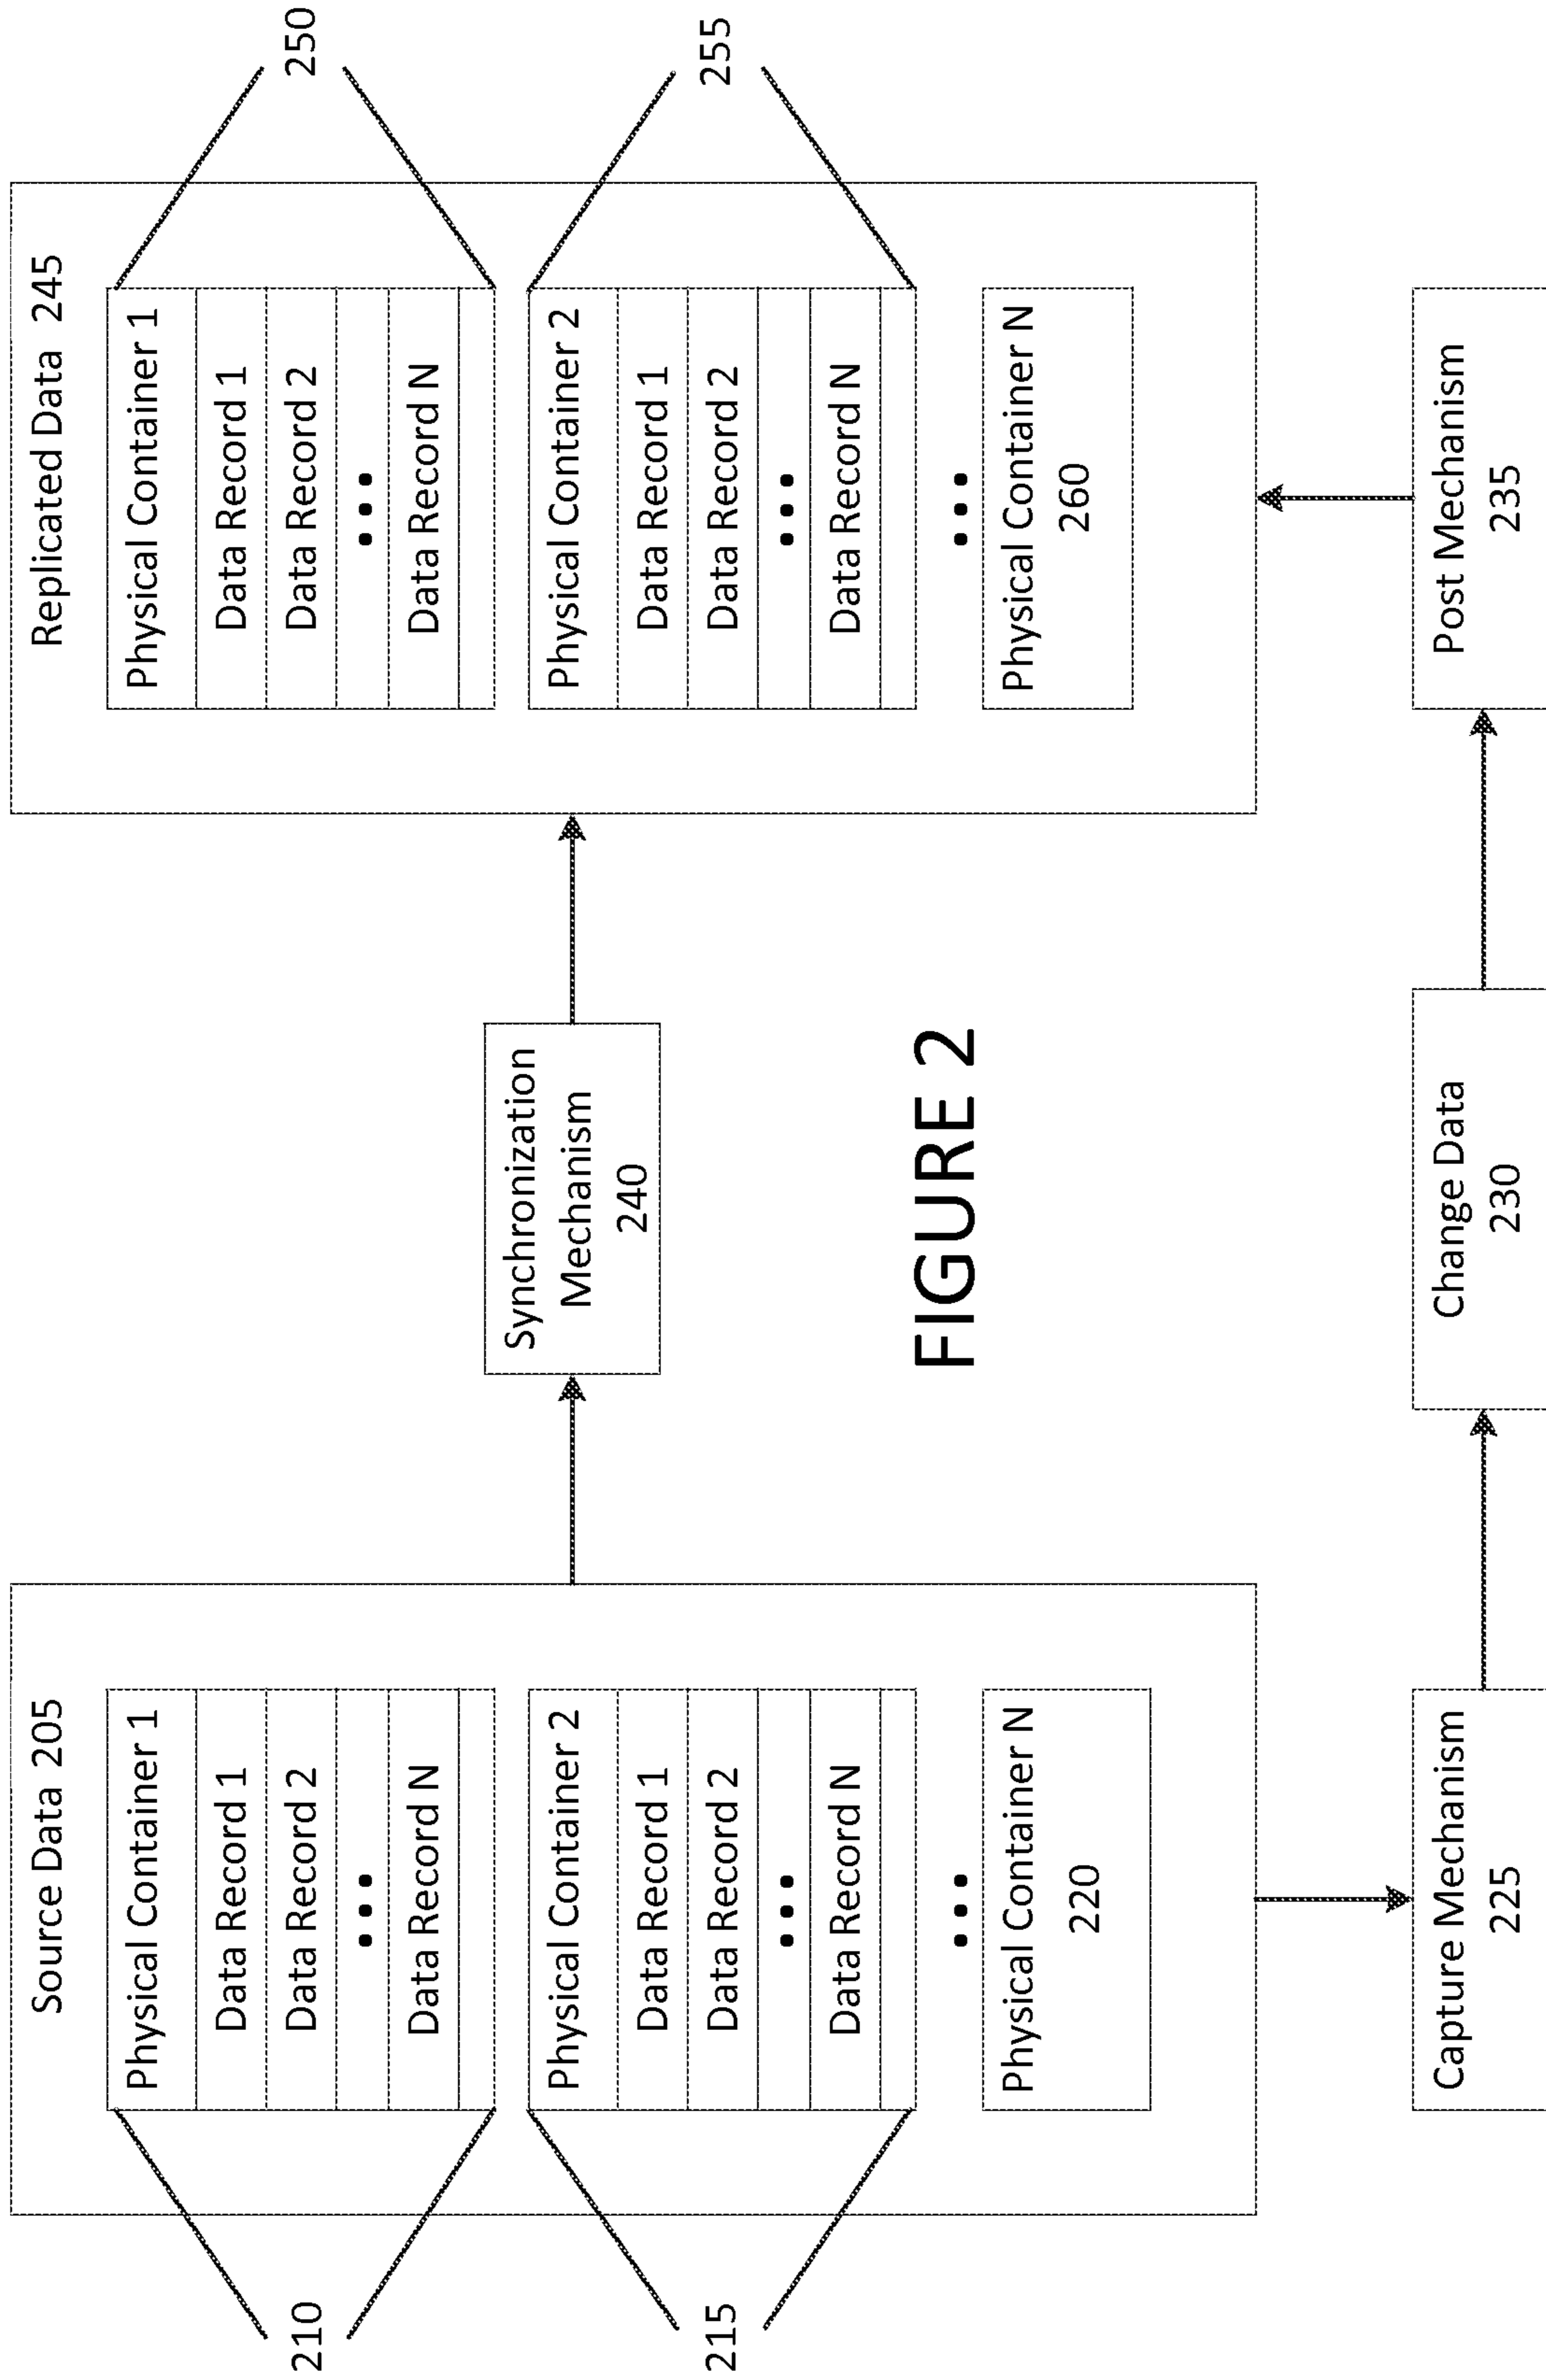 Source Data 205
Physical Container 1
Data Record 1
Data Record 2
•••
Data Record N
210
Physical Container 2
Data Record 1
Data Record 2
•••
Data Record N
215
•••
Physical Container N
220
Synchronization
Mechanism
240
Replicated Data 245
Physical Container 1
Data Record 1
Data Record 2
•••
Data Record N
250
Physical Container 2
Data Record 1
Data Record 2
•••
Data Record N
255
•••
Physical Container N
260
Capture Mechanism
225
Change Data
230
Post Mechanism
235
FIGURE 2